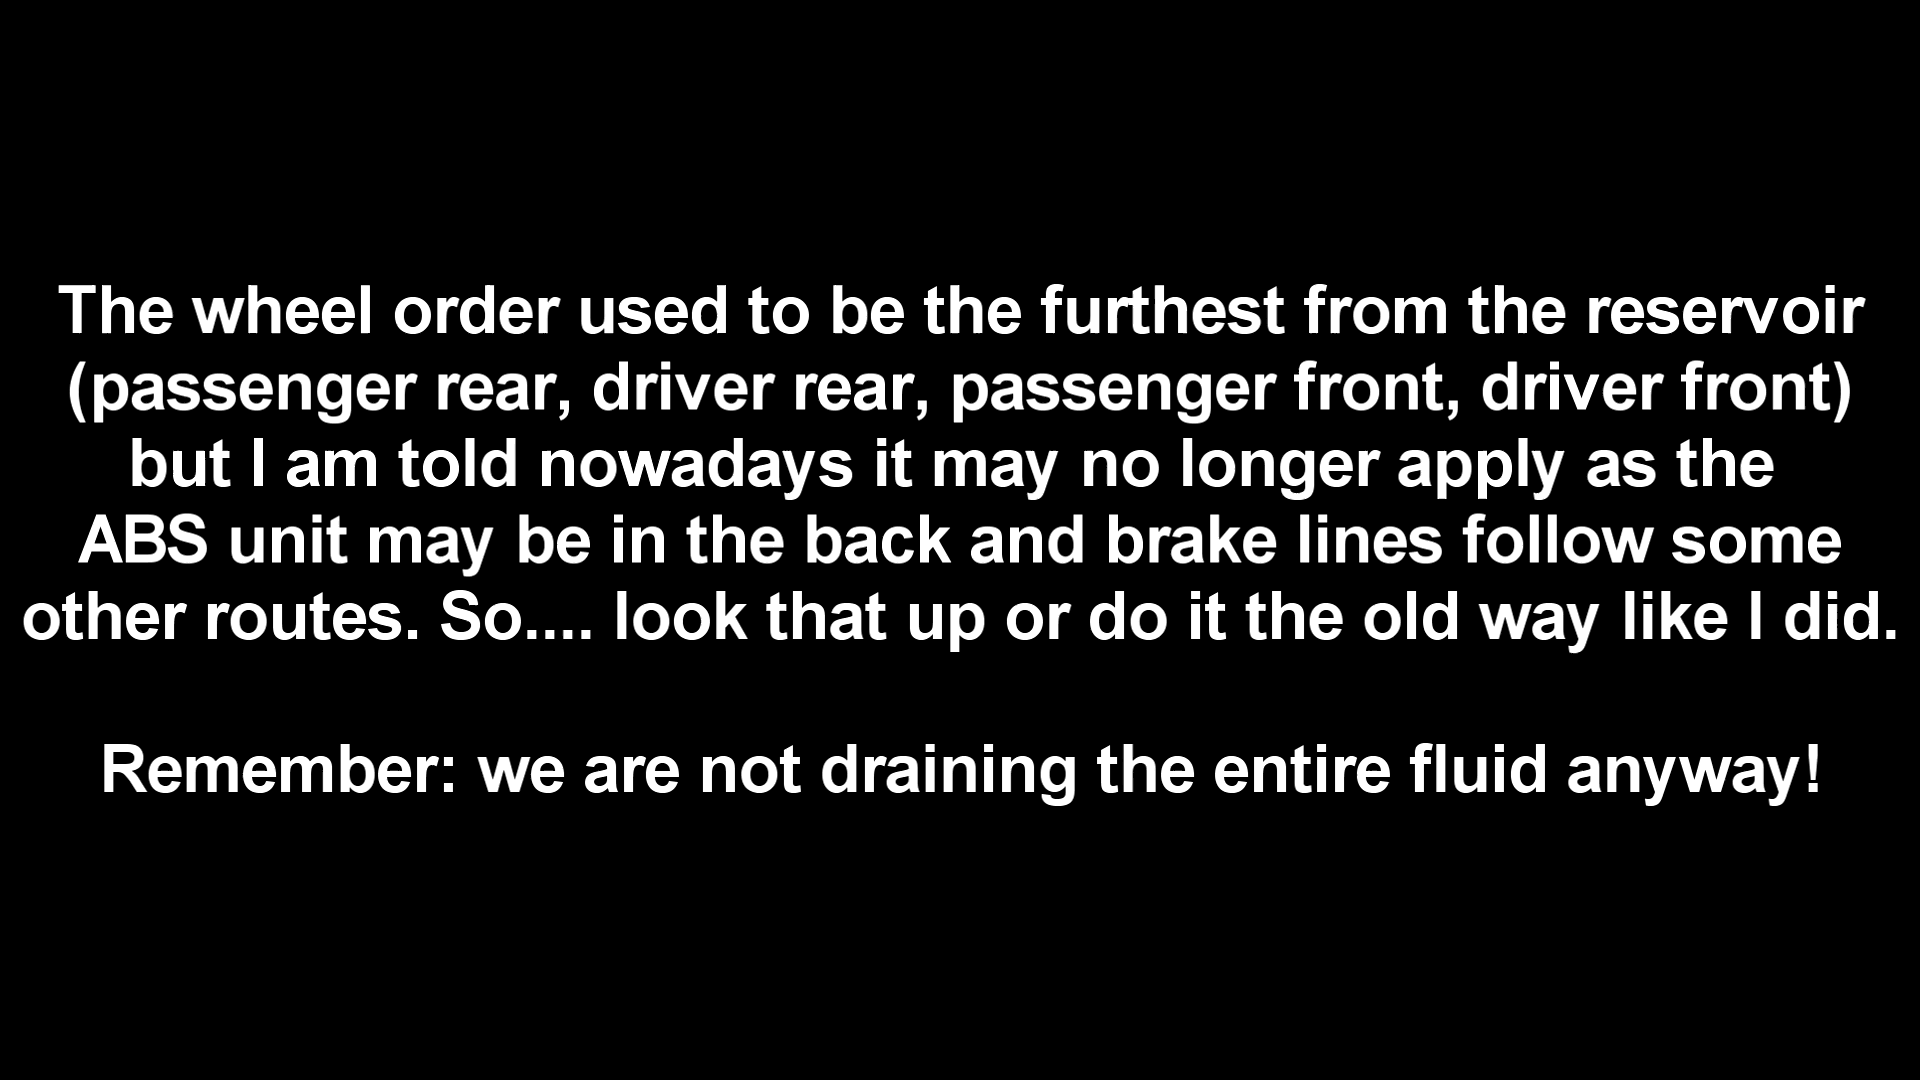 The wheel order used to be the furthest from the reservoir
(passenger rear, driver rear, passenger front, driver front)
but I am told nowadays it may no longer apply as the
ABS unit may be in the back and brake lines follow some
other routes. So.... look that up or do it the old way like I did.
Remember: we are not draining the entire fluid anyway!